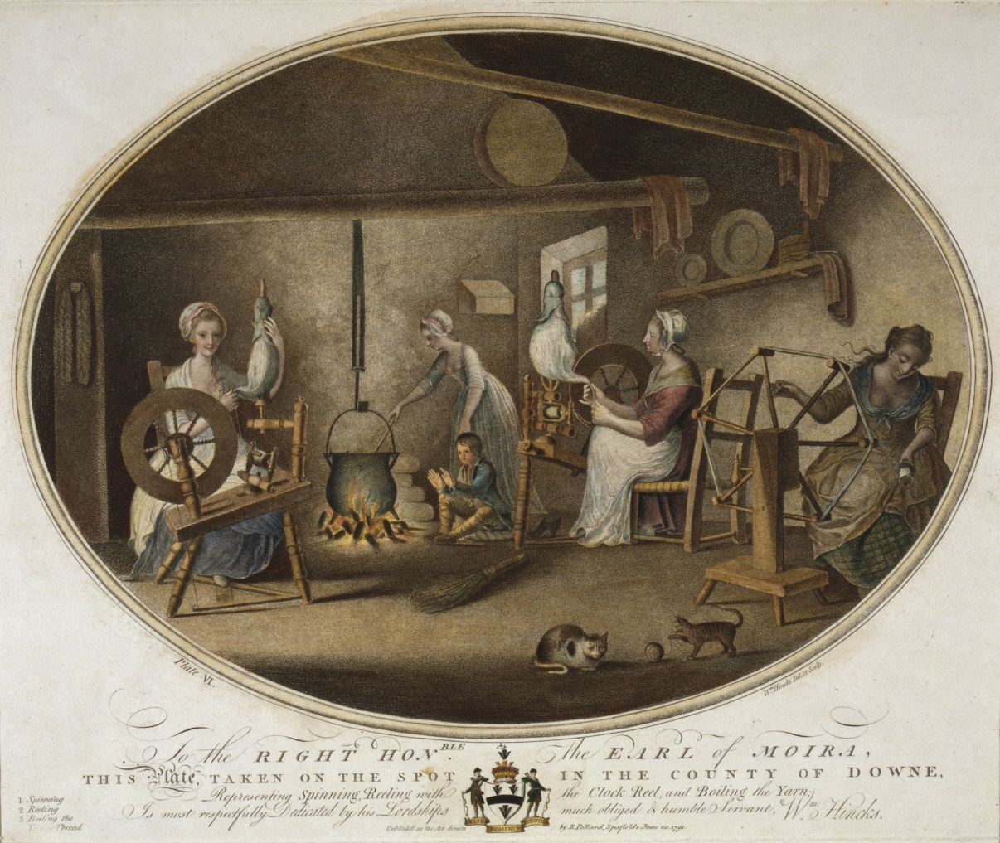 Plate VI.
Wm Hincks Del. et Sculp.
To the RIGHT HON.BLE the EARL of MOIRA,
THIS Plate, TAKEN ON THE SPOT IN THE COUNTY OF DOWNE,
Representing Spinning, Reeling with the Clock Reel, and Boiling the Yarn;
Is most respectfully Dedicated by his Lordships much obliged & humble Servant, Wm Hincks.
1 Spinning
2 Reeling
3 Boiling the
Thread
DOMINUS
Published as the Act directs by R. Pollard, Spafields June 20. 1791.